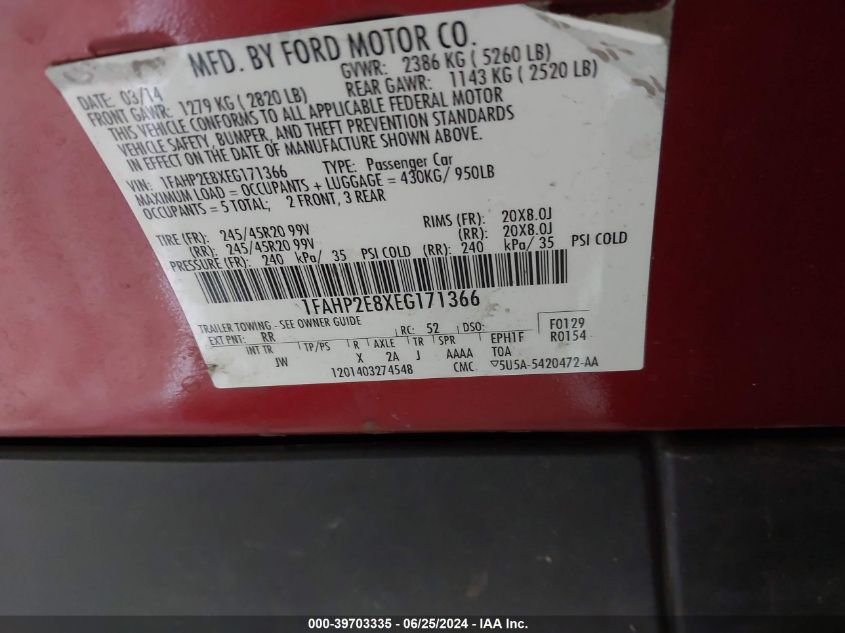 MFD. BY FORD MOTOR CO.
DATE: 03/14 GVWR: 2386 KG ( 5260 LB)
FRONT GAWR: 1279 KG ( 2820 LB) REAR GAWR: 1143 KG ( 2520 LB)
THIS VEHICLE CONFORMS TO ALL APPLICABLE FEDERAL MOTOR
VEHICLE SAFETY, BUMPER, AND THEFT PREVENTION STANDARDS
IN EFFECT ON THE DATE OF MANUFACTURE SHOWN ABOVE.
VIN: 1FAHP2E8XEG171366 TYPE: Passenger Car
MAXIMUM LOAD = OCCUPANTS + LUGGAGE = 430KG/ 950LB
OCCUPANTS = 5 TOTAL; 2 FRONT, 3 REAR
TIRE (FR): 245/45R20 99V RIMS (FR): 20X8.0J
(RR): 245/45R20 99V (RR): 20X8.0J
PRESSURE (FR): 240 kPa/ 35 PSI COLD (RR): 240 kPa/ 35 PSI COLD
1FAHP2E8XEG171366
TRAILER TOWING - SEE OWNER GUIDE
EXT PNT: RR RC: 52 DSO: F0129
INT TR TP/PS R AXLE TR SPR EPH1F R0154
JW X 2A J AAAA TOA
1201403274548 CMC ▽5U5A-5420472-AA
000-39703335 - 06/25/2024 - IAA Inc.